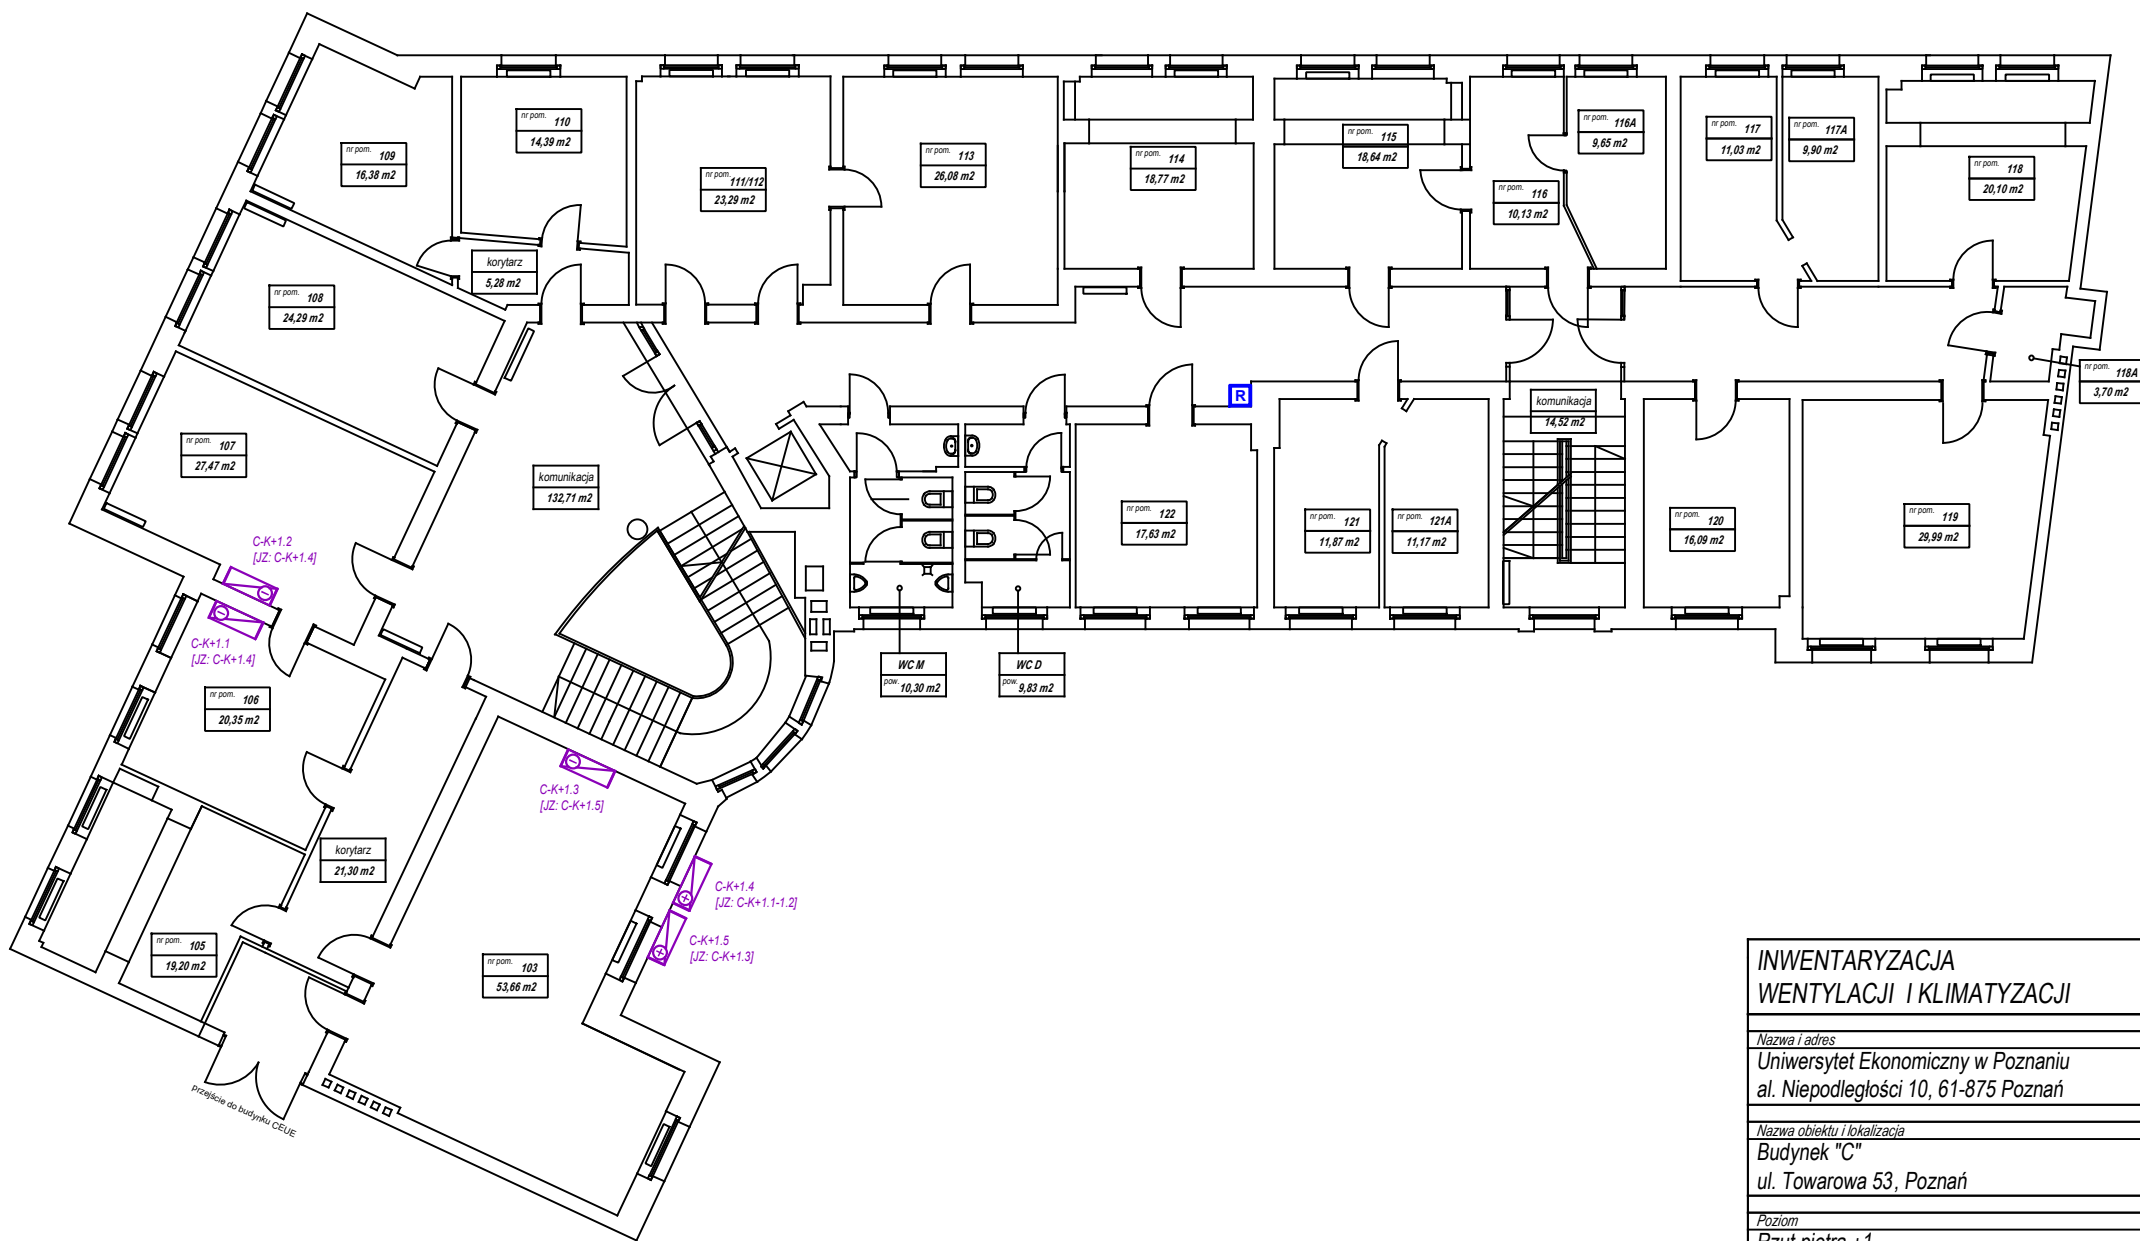 nr pom. 109
16,38 m2
nr pom. 110
14,39 m2
nr pom. 111/112
23,29 m2
nr pom. 113
26,08 m2
nr pom. 114
18,77 m2
nr pom. 115
18,64 m2
nr pom. 116
10,13 m2
nr pom. 116A
9,65 m2
nr pom. 117
11,03 m2
nr pom. 117A
9,90 m2
nr pom. 118
20,10 m2
nr pom. 118A
3,70 m2
korytarz
5,28 m2
nr pom. 108
24,29 m2
nr pom. 107
27,47 m2
komunikacja
132,71 m2
R
komunikacja
14,52 m2
nr pom. 122
17,63 m2
nr pom. 121
11,87 m2
nr pom. 121A
11,17 m2
nr pom. 120
16,09 m2
nr pom. 119
29,99 m2
C-K+1.2
[JZ: C-K+1.4]
C-K+1.1
[JZ: C-K+1.4]
nr pom. 106
20,35 m2
WC M
pow. 10,30 m2
WC D
pow. 9,83 m2
C-K+1.3
[JZ: C-K+1.5]
korytarz
21,30 m2
C-K+1.4
[JZ: C-K+1.1-1.2]
C-K+1.5
[JZ: C-K+1.3]
nr pom. 105
19,20 m2
nr pom. 103
53,66 m2
przejście do budynku CEUE
INWENTARYZACJA
WENTYLACJI I KLIMATYZACJI
Nazwa i adres
Uniwersytet Ekonomiczny w Poznaniu
al. Niepodległości 10, 61-875 Poznań
Nazwa obiektu i lokalizacja
Budynek "C"
ul. Towarowa 53, Poznań
Poziom
Rzut piętra +1